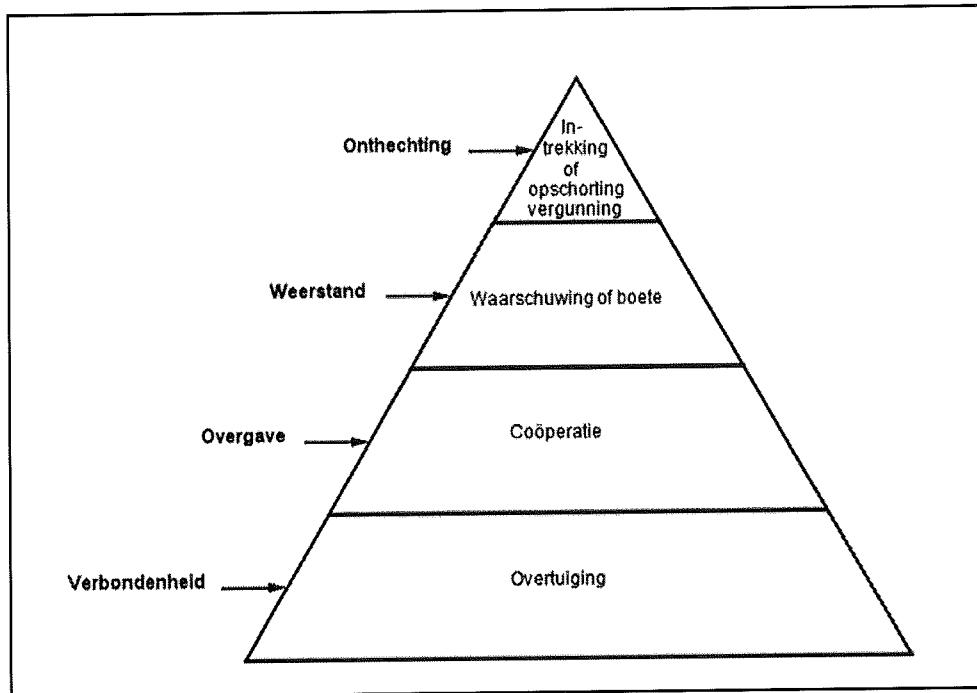 Onthechting
In-
trekking
of
opschorting
vergunning
Weerstand
Waarschuwing of boete
Overgave
Coöperatie
Verbondenheid
Overtuiging